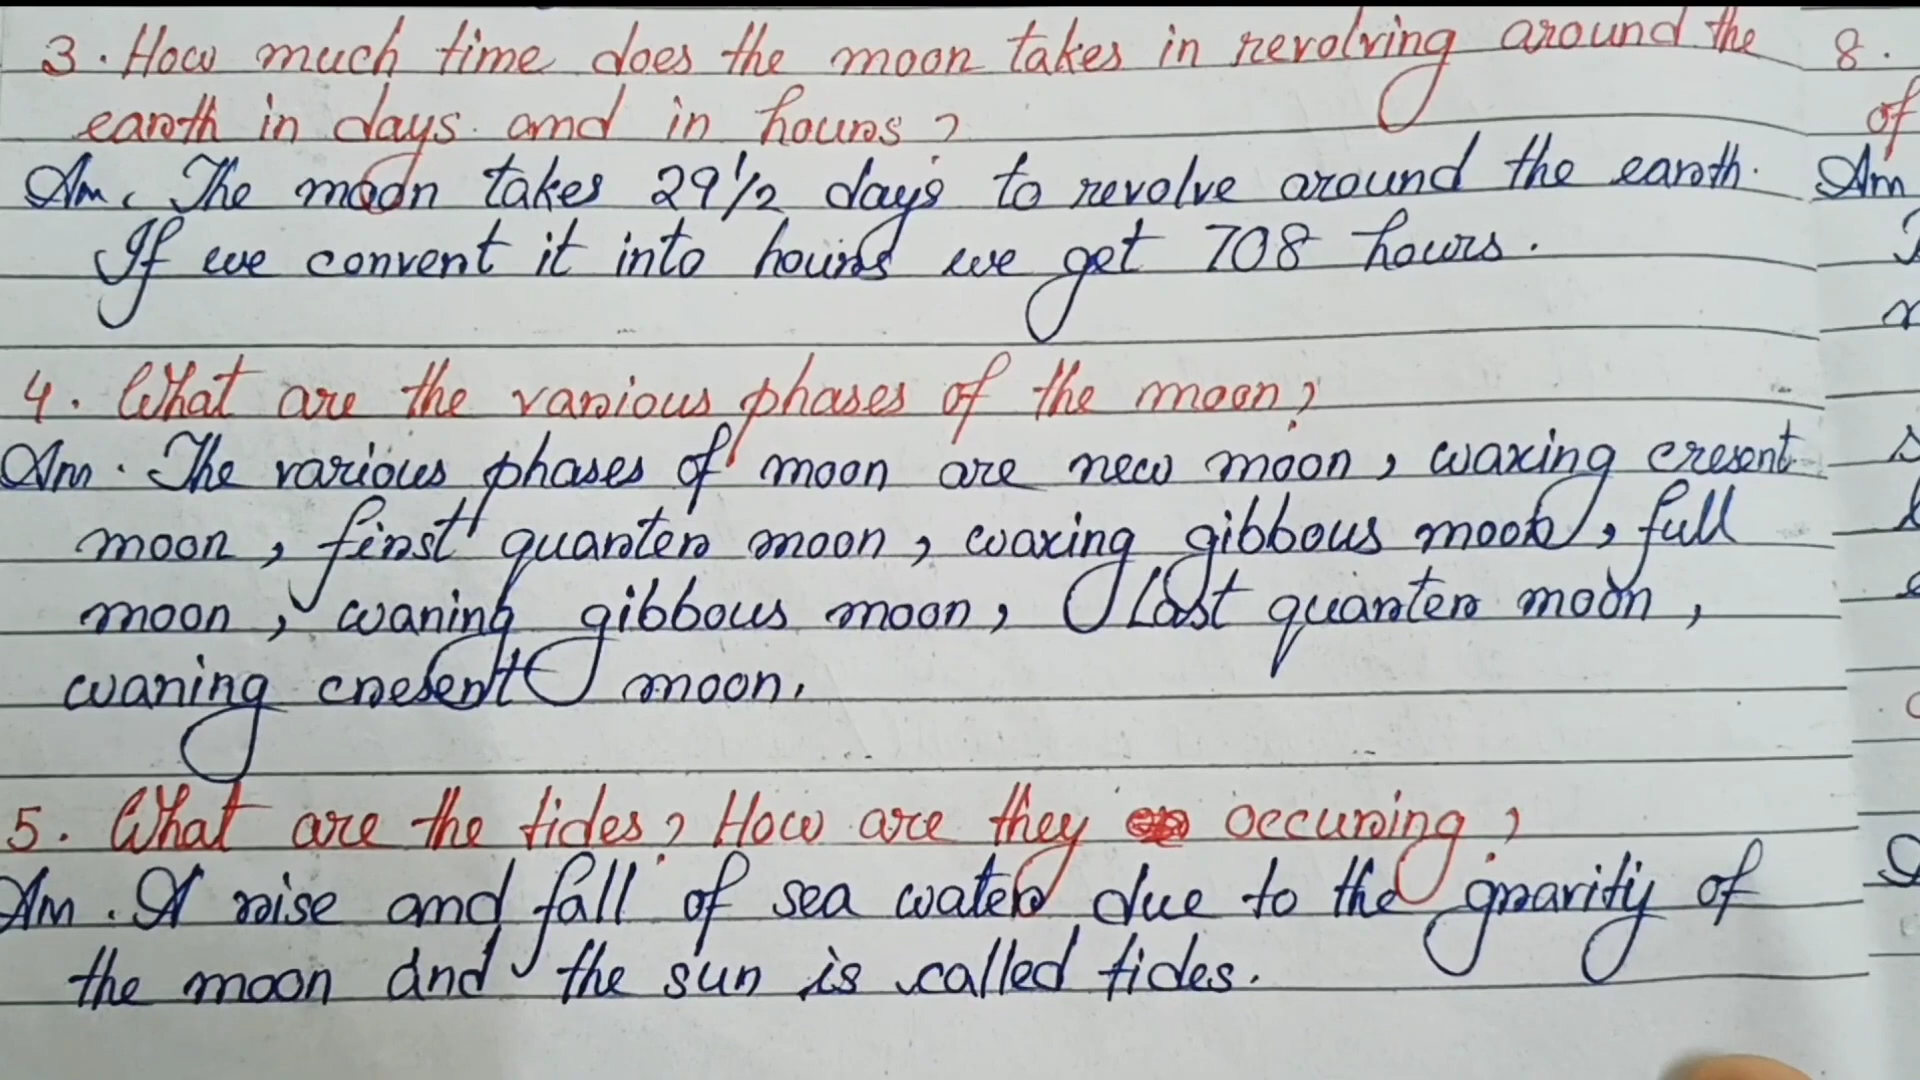 3. How much time does the moon takes in revolving around the
earth in days and in hours?
Ans. The moon takes 29 1/2 days to revolve around the earth.
If we convert it into hours we get 708 hours.
4. What are the various phases of the moon?
Ans. The various phases of moon are new moon, waxing cresent
moon, first quarter moon, waxing gibbous moon, full
moon, waning gibbous moon, Last quarter moon,
waning cresent moon.
5. What are the tides? How are they occuring?
Ans. A rise and fall of sea water due to the gravity of
the moon and the sun is called tides.
8.
of
Ans